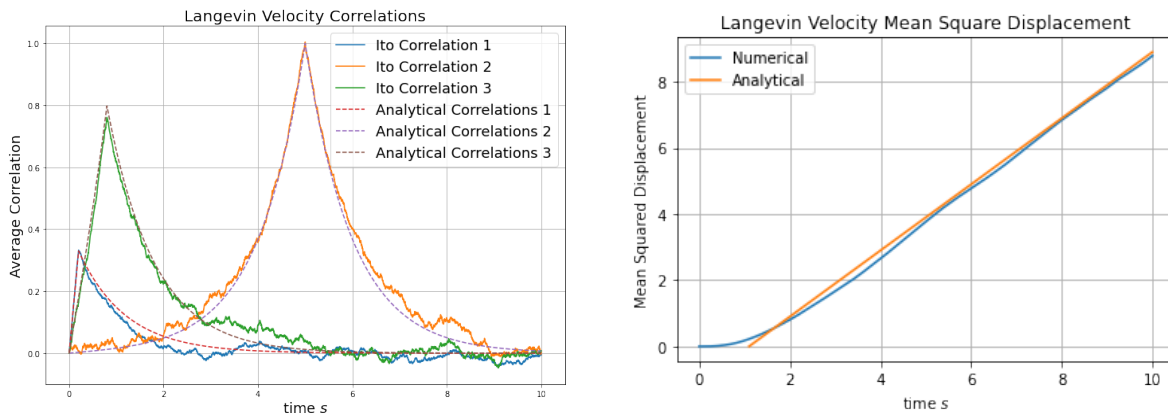 Langevin Velocity Correlations
Average Correlation
1.0
0.8
0.6
0.4
0.2
0.0
0 2 4 6 8 10
time s
Ito Correlation 1
Ito Correlation 2
Ito Correlation 3
Analytical Correlations 1
Analytical Correlations 2
Analytical Correlations 3
Langevin Velocity Mean Square Displacement
Mean Squared Displacement
8
6
4
2
0
0 2 4 6 8 10
time s
Numerical
Analytical